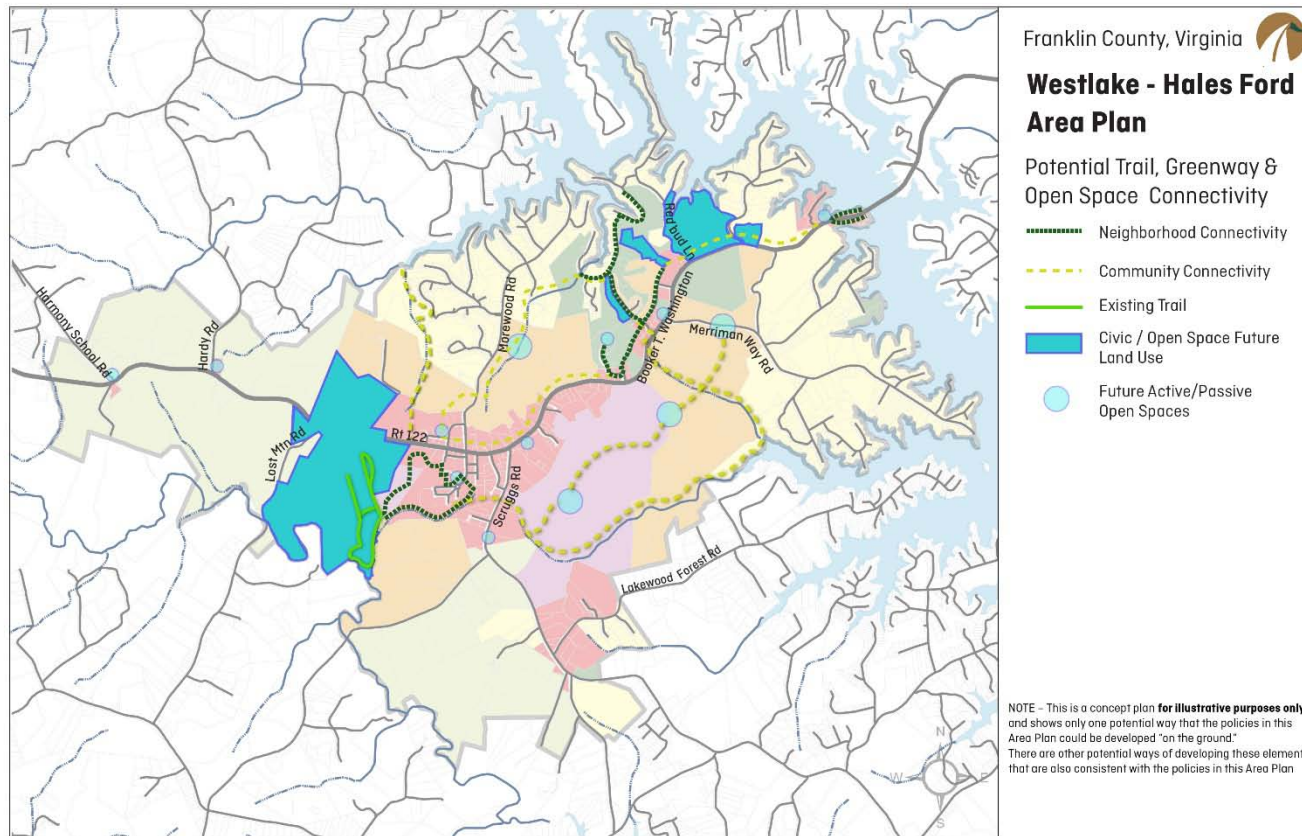 Franklin County, Virginia
Westlake - Hales Ford
Area Plan
Potential Trail, Greenway &
Open Space Connectivity
Neighborhood Connectivity
Community Connectivity
Existing Trail
Civic / Open Space Future
Land Use
Future Active/Passive
Open Spaces
NOTE – This is a concept plan for illustrative purposes only
and shows only one potential way that the policies in this
Area Plan could be developed "on the ground."
There are other potential ways of developing these element
that are also consistent with the policies in this Area Plan
Red bud Ln
Morewood Rd
Booker T. Washington
Merriman Way Rd
Harmony School Rd
Hardy Rd
Lost Mtn Rd
Rt 122
Scruggs Rd
Lakewood Forest Rd
N
W
E
S